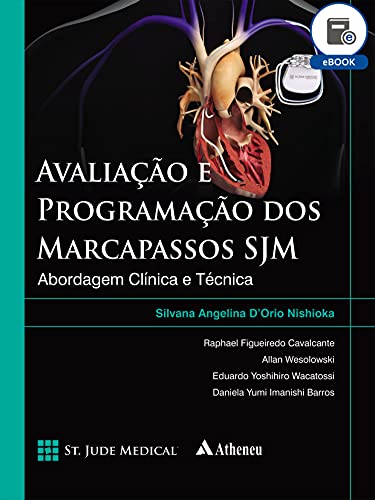 eBOOK
AVALIAÇÃO E
PROGRAMAÇÃO DOS
MARCAPASSOS SJM
Abordagem Clínica e Técnica
Silvana Angelina D'Orio Nishioka
Raphael Figueiredo Cavalcante
Allan Wesolowski
Eduardo Yoshihiro Wacatossi
Daniela Yumi Imanishi Barros
ST. JUDE MEDICAL
Atheneu